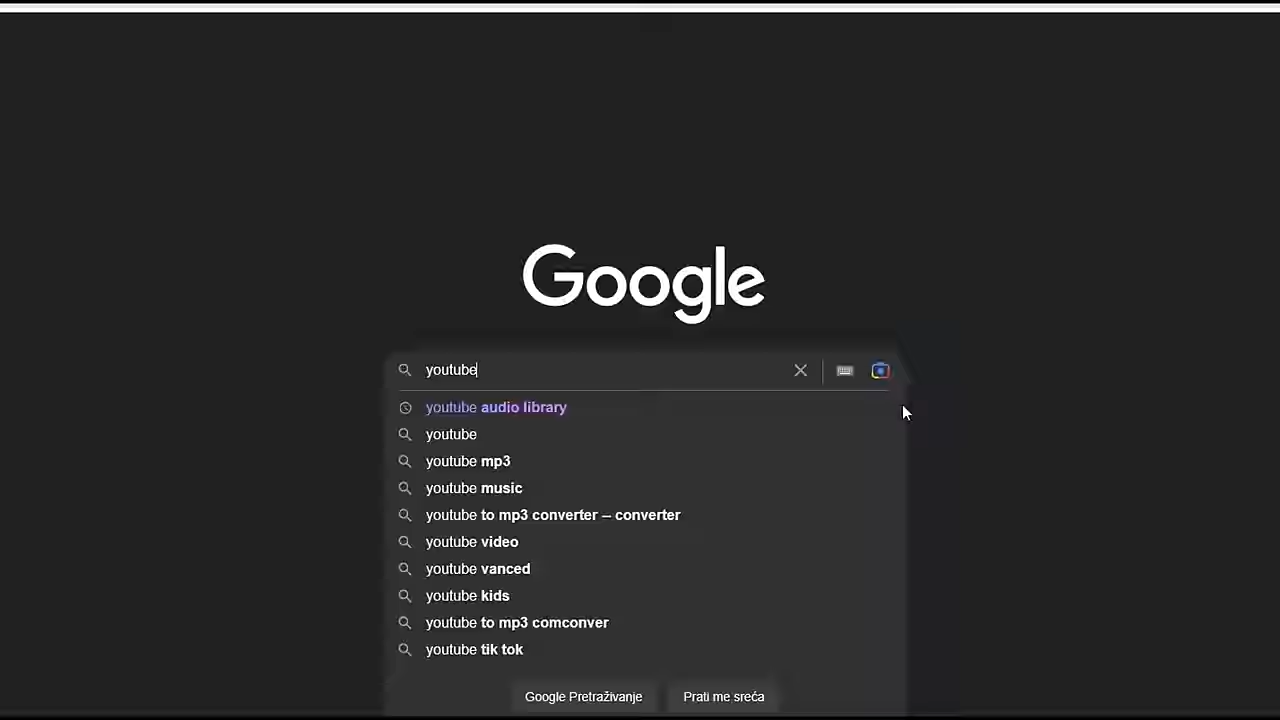 Google
youtube
youtube audio library
youtube
youtube mp3
youtube music
youtube to mp3 converter – converter
youtube video
youtube vanced
youtube kids
youtube to mp3 comconver
youtube tik tok
Google Pretraživanje
Prati me sreća